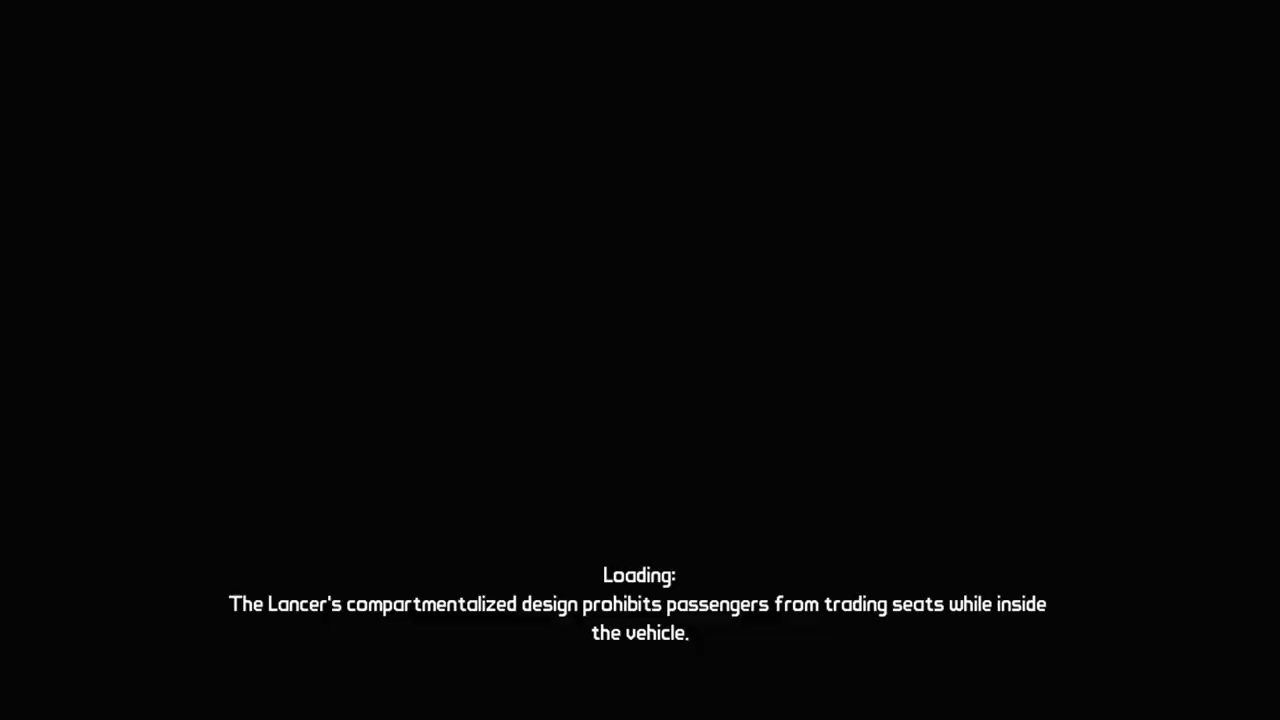 Loading:
The Lancer's compartmentalized design prohibits passengers from trading seats while inside
the vehicle.